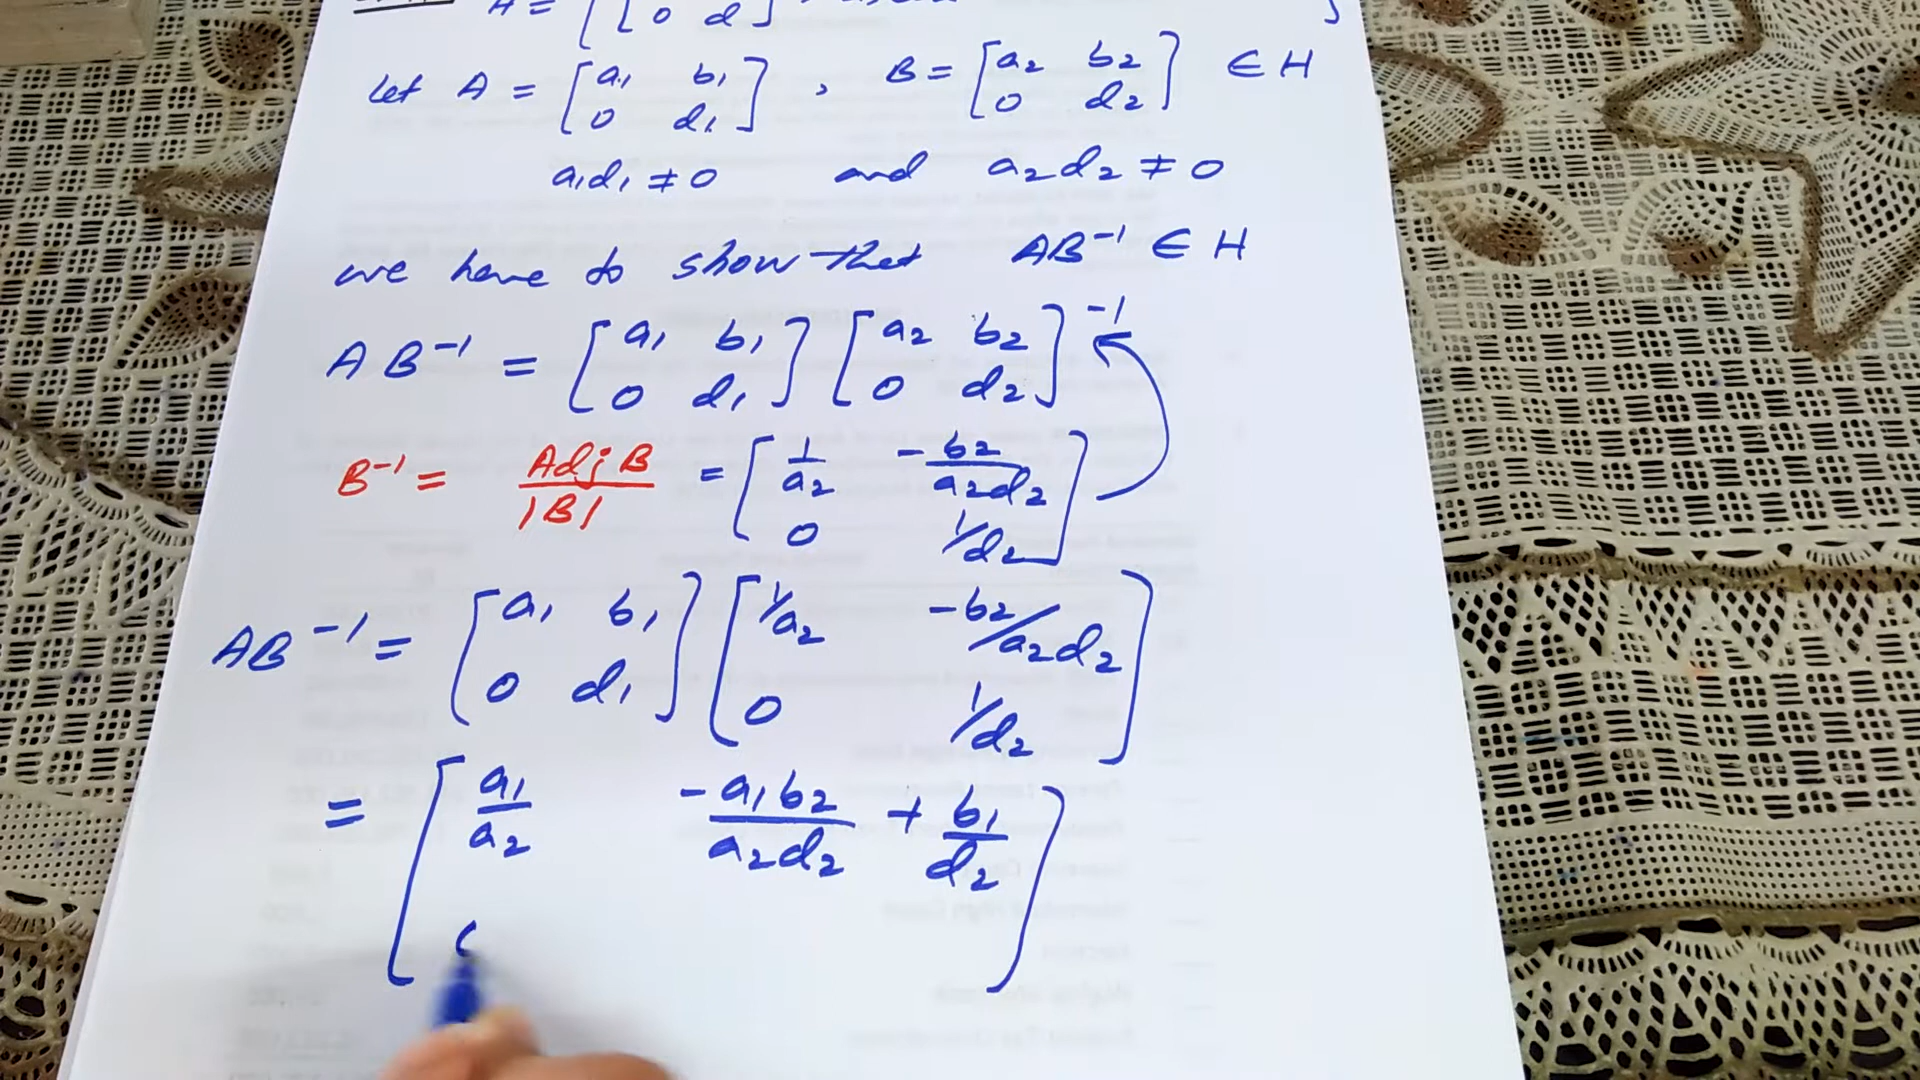 H = { [ 0 d ]
Let A = [ a1 b1 0 d1 ] , B = [ a2 b2 0 d2 ] ∈ H
a1d1 ≠ 0 and a2d2 ≠ 0
we have to show that AB⁻¹ ∈ H
AB⁻¹ = [ a1 b1 0 d1 ] [ a2 b2 0 d2 ]⁻¹
B⁻¹ = Adj B / |B| = [ 1/a2 -b2/a2d2 0 1/d2 ]
AB⁻¹ = [ a1 b1 0 d1 ] [ 1/a2 -b2/a2d2 0 1/d2 ]
= [ a1/a2 -a1b2/a2d2 + b1/d2 ]